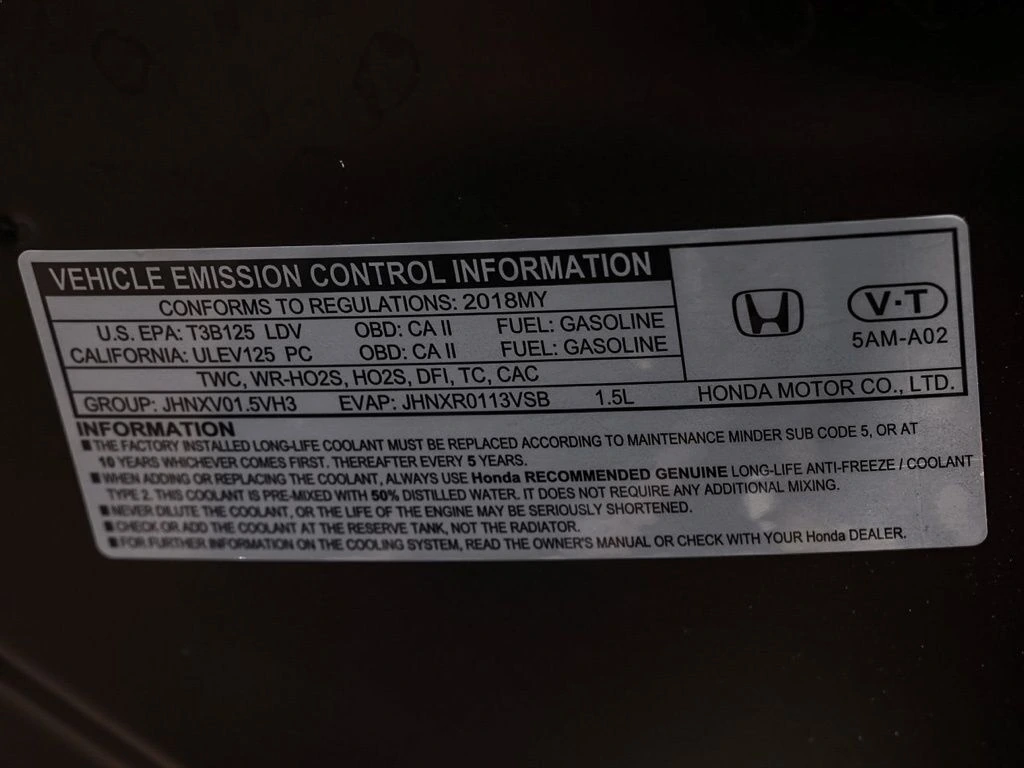 VEHICLE EMISSION CONTROL INFORMATION
CONFORMS TO REGULATIONS: 2018MY
U.S. EPA: T3B125 LDV OBD: CA II FUEL: GASOLINE
CALIFORNIA: ULEV125 PC OBD: CA II FUEL: GASOLINE
TWC, WR-HO2S, HO2S, DFI, TC, CAC
GROUP: JHNXV01.5VH3 EVAP: JHNXR0113VSB 1.5L
V·T
5AM-A02
HONDA MOTOR CO., LTD.
INFORMATION
■ THE FACTORY INSTALLED LONG-LIFE COOLANT MUST BE REPLACED ACCORDING TO MAINTENANCE MINDER SUB CODE 5, OR AT
10 YEARS WHICHEVER COMES FIRST. THEREAFTER EVERY 5 YEARS.
■ WHEN ADDING OR REPLACING THE COOLANT, ALWAYS USE Honda RECOMMENDED GENUINE LONG-LIFE ANTI-FREEZE / COOLANT
TYPE 2. THIS COOLANT IS PRE-MIXED WITH 50% DISTILLED WATER. IT DOES NOT REQUIRE ANY ADDITIONAL MIXING.
■ NEVER DILUTE THE COOLANT, OR THE LIFE OF THE ENGINE MAY BE SERIOUSLY SHORTENED.
■ CHECK OR ADD THE COOLANT AT THE RESERVE TANK, NOT THE RADIATOR.
■ FOR FURTHER INFORMATION ON THE COOLING SYSTEM, READ THE OWNER'S MANUAL OR CHECK WITH YOUR Honda DEALER.